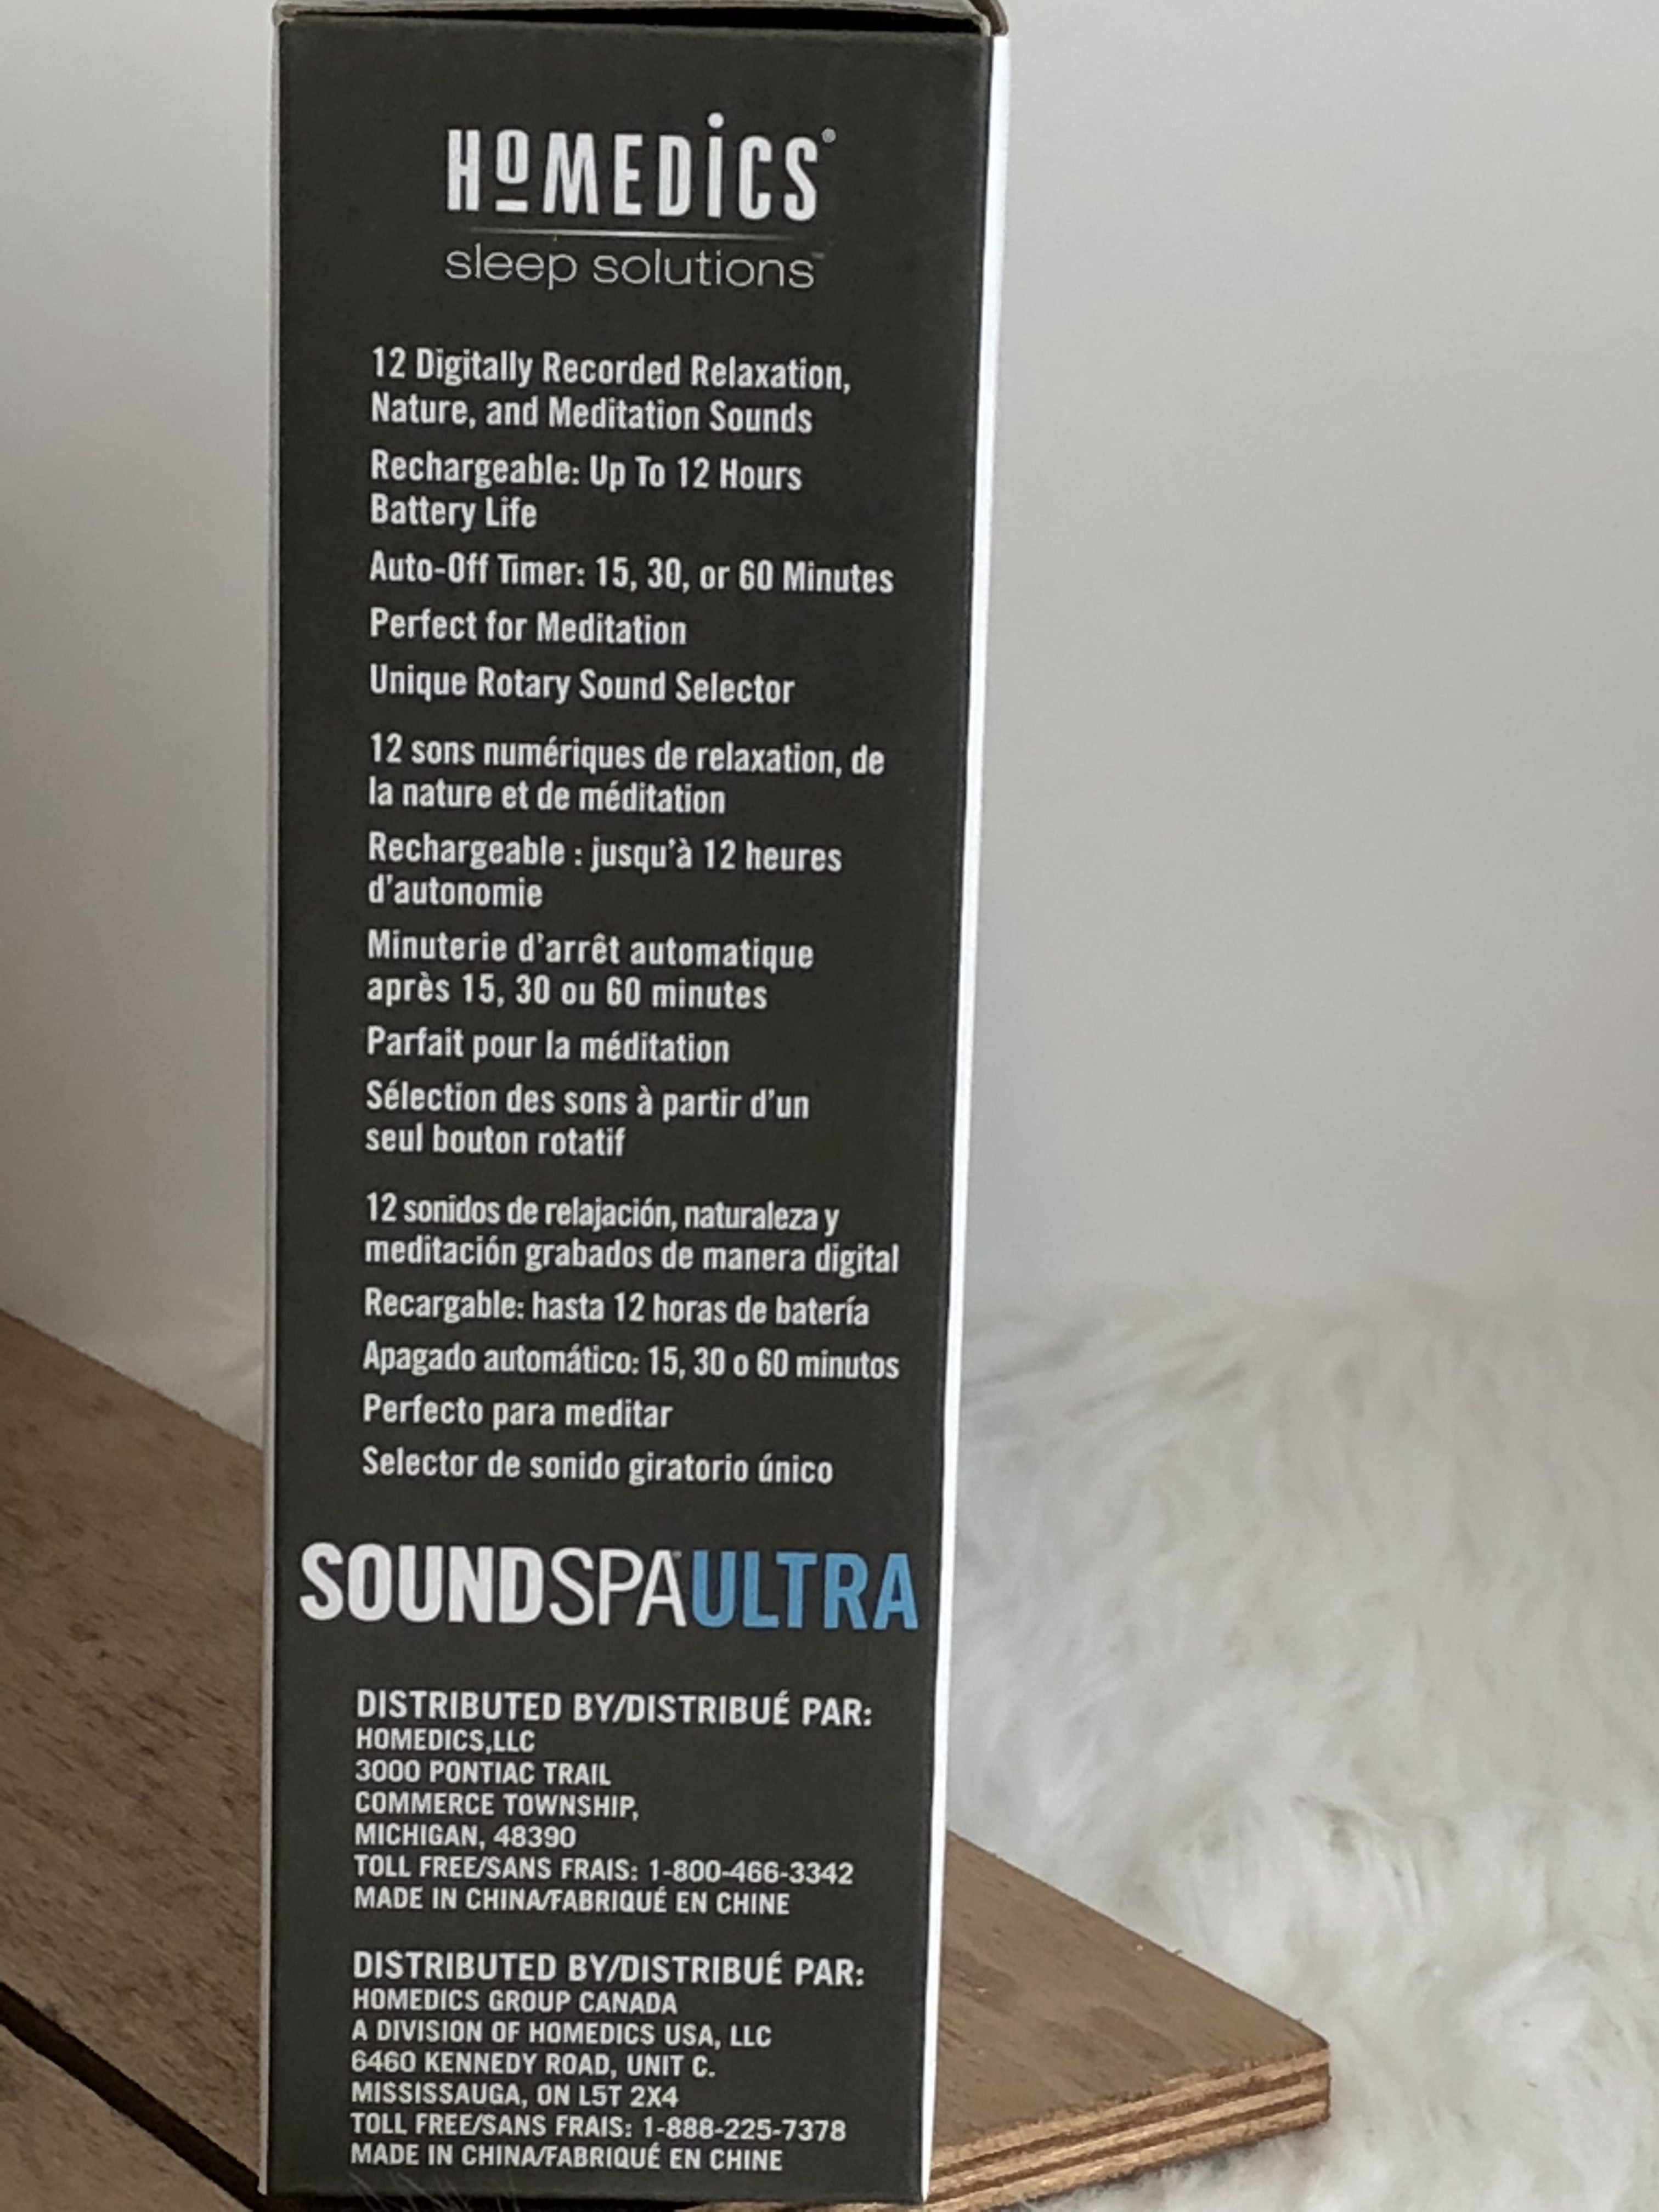 HOMEDICS®
sleep solutions™
12 Digitally Recorded Relaxation,
Nature, and Meditation Sounds
Rechargeable: Up To 12 Hours
Battery Life
Auto-Off Timer: 15, 30, or 60 Minutes
Perfect for Meditation
Unique Rotary Sound Selector
12 sons numériques de relaxation, de
la nature et de méditation
Rechargeable : jusqu'à 12 heures
d'autonomie
Minuterie d'arrêt automatique
après 15, 30 ou 60 minutes
Parfait pour la méditation
Sélection des sons à partir d'un
seul bouton rotatif
12 sonidos de relajación, naturaleza y
meditación grabados de manera digital
Recargable: hasta 12 horas de batería
Apagado automático: 15, 30 o 60 minutos
Perfecto para meditar
Selector de sonido giratorio único
SOUNDSPA ULTRA
DISTRIBUTED BY/DISTRIBUÉ PAR:
HOMEDICS,LLC
3000 PONTIAC TRAIL
COMMERCE TOWNSHIP,
MICHIGAN, 48390
TOLL FREE/SANS FRAIS: 1-800-466-3342
MADE IN CHINA/FABRIQUÉ EN CHINE
DISTRIBUTED BY/DISTRIBUÉ PAR:
HOMEDICS GROUP CANADA
A DIVISION OF HOMEDICS USA, LLC
6460 KENNEDY ROAD, UNIT C.
MISSISSAUGA, ON L5T 2X4
TOLL FREE/SANS FRAIS: 1-888-225-7378
MADE IN CHINA/FABRIQUÉ EN CHINE